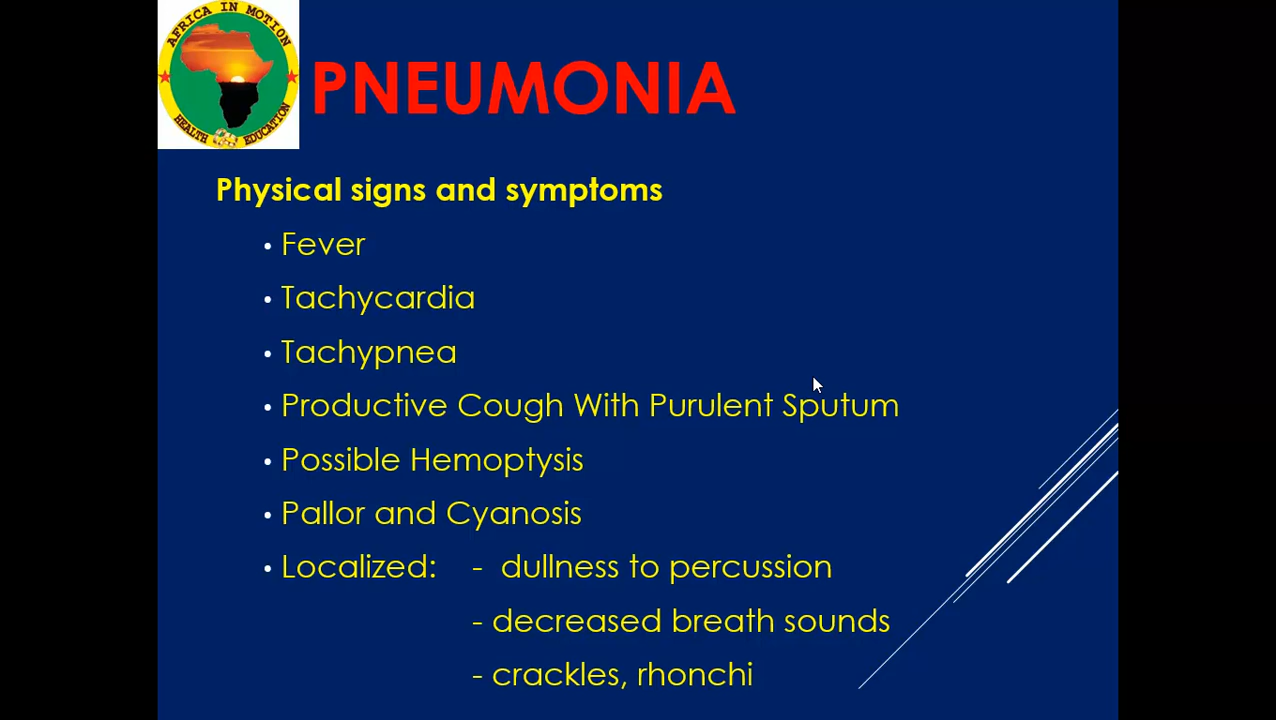 AFRICA IN MOTION
HEALTH EDUCATION
PNEUMONIA
Physical signs and symptoms
• Fever
• Tachycardia
• Tachypnea
• Productive Cough With Purulent Sputum
• Possible Hemoptysis
• Pallor and Cyanosis
• Localized: - dullness to percussion
- decreased breath sounds
- crackles, rhonchi